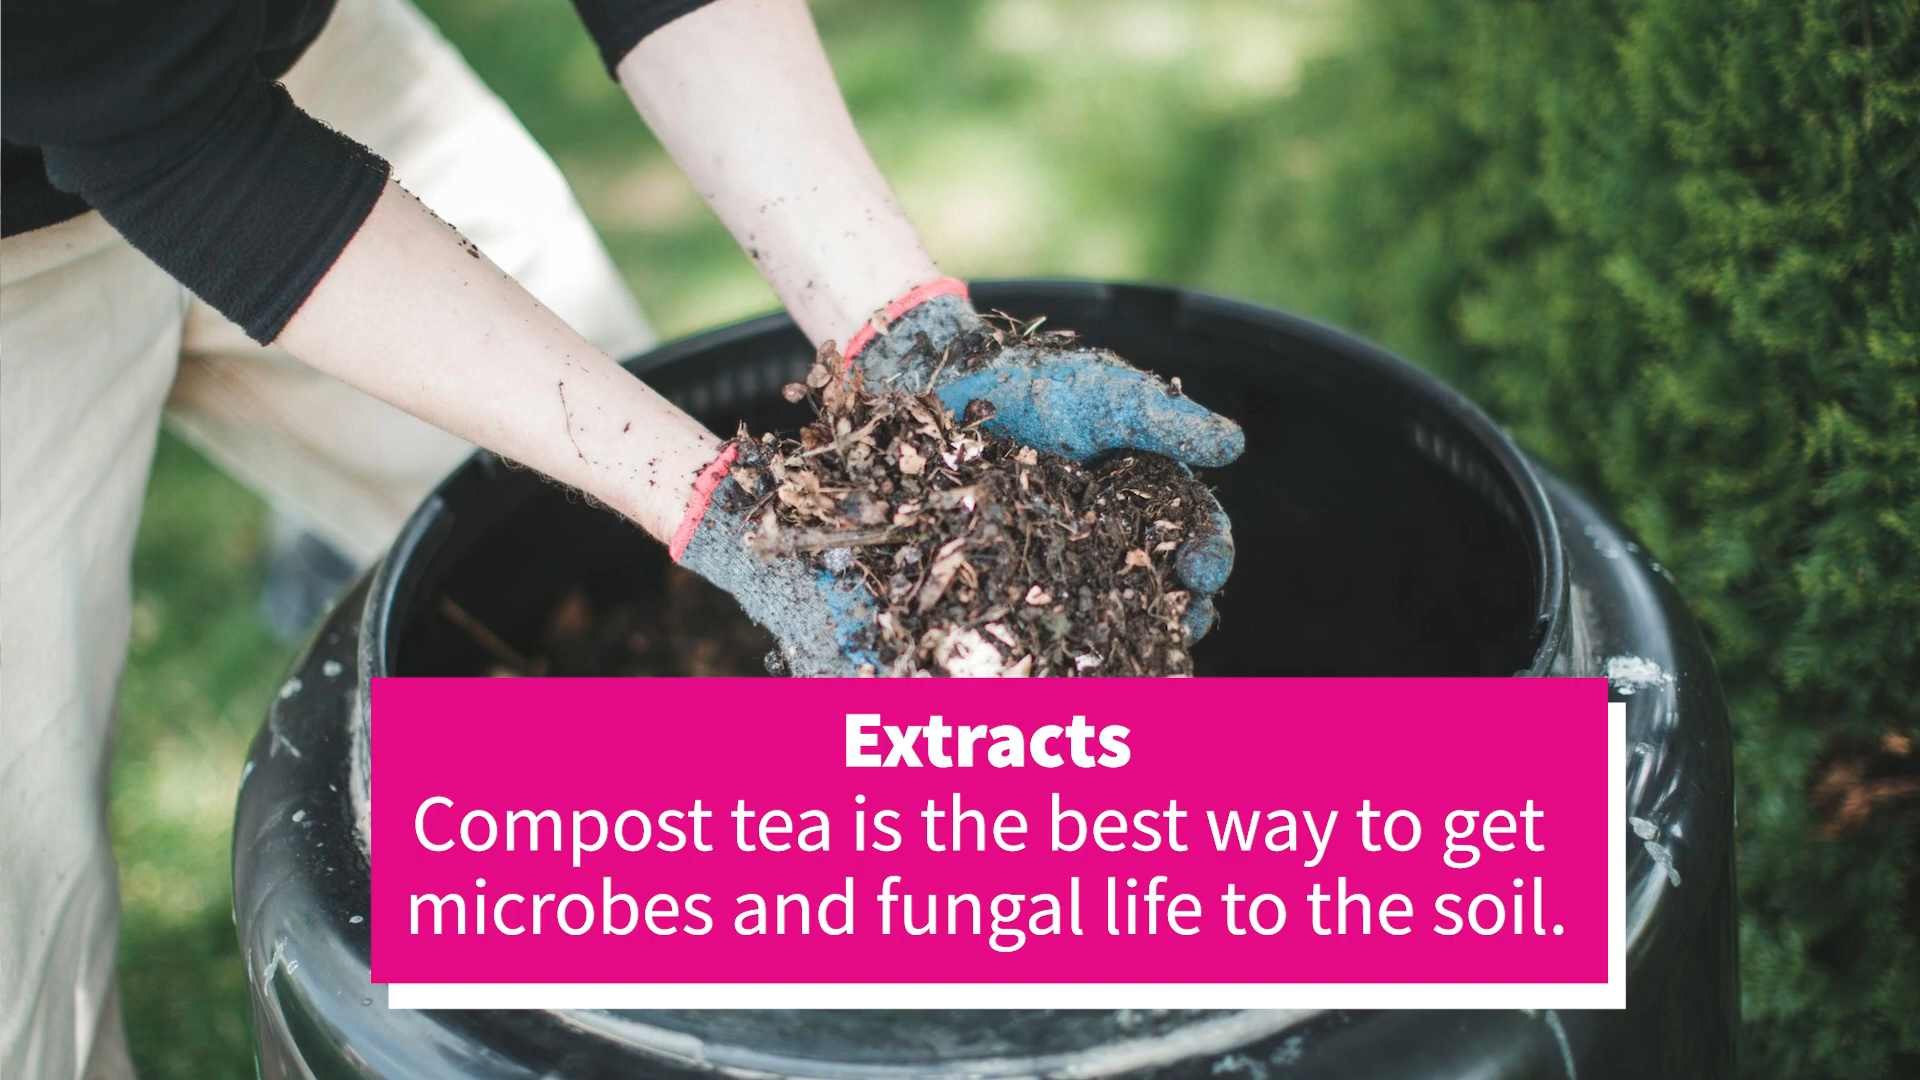 Extracts
Compost tea is the best way to get
microbes and fungal life to the soil.